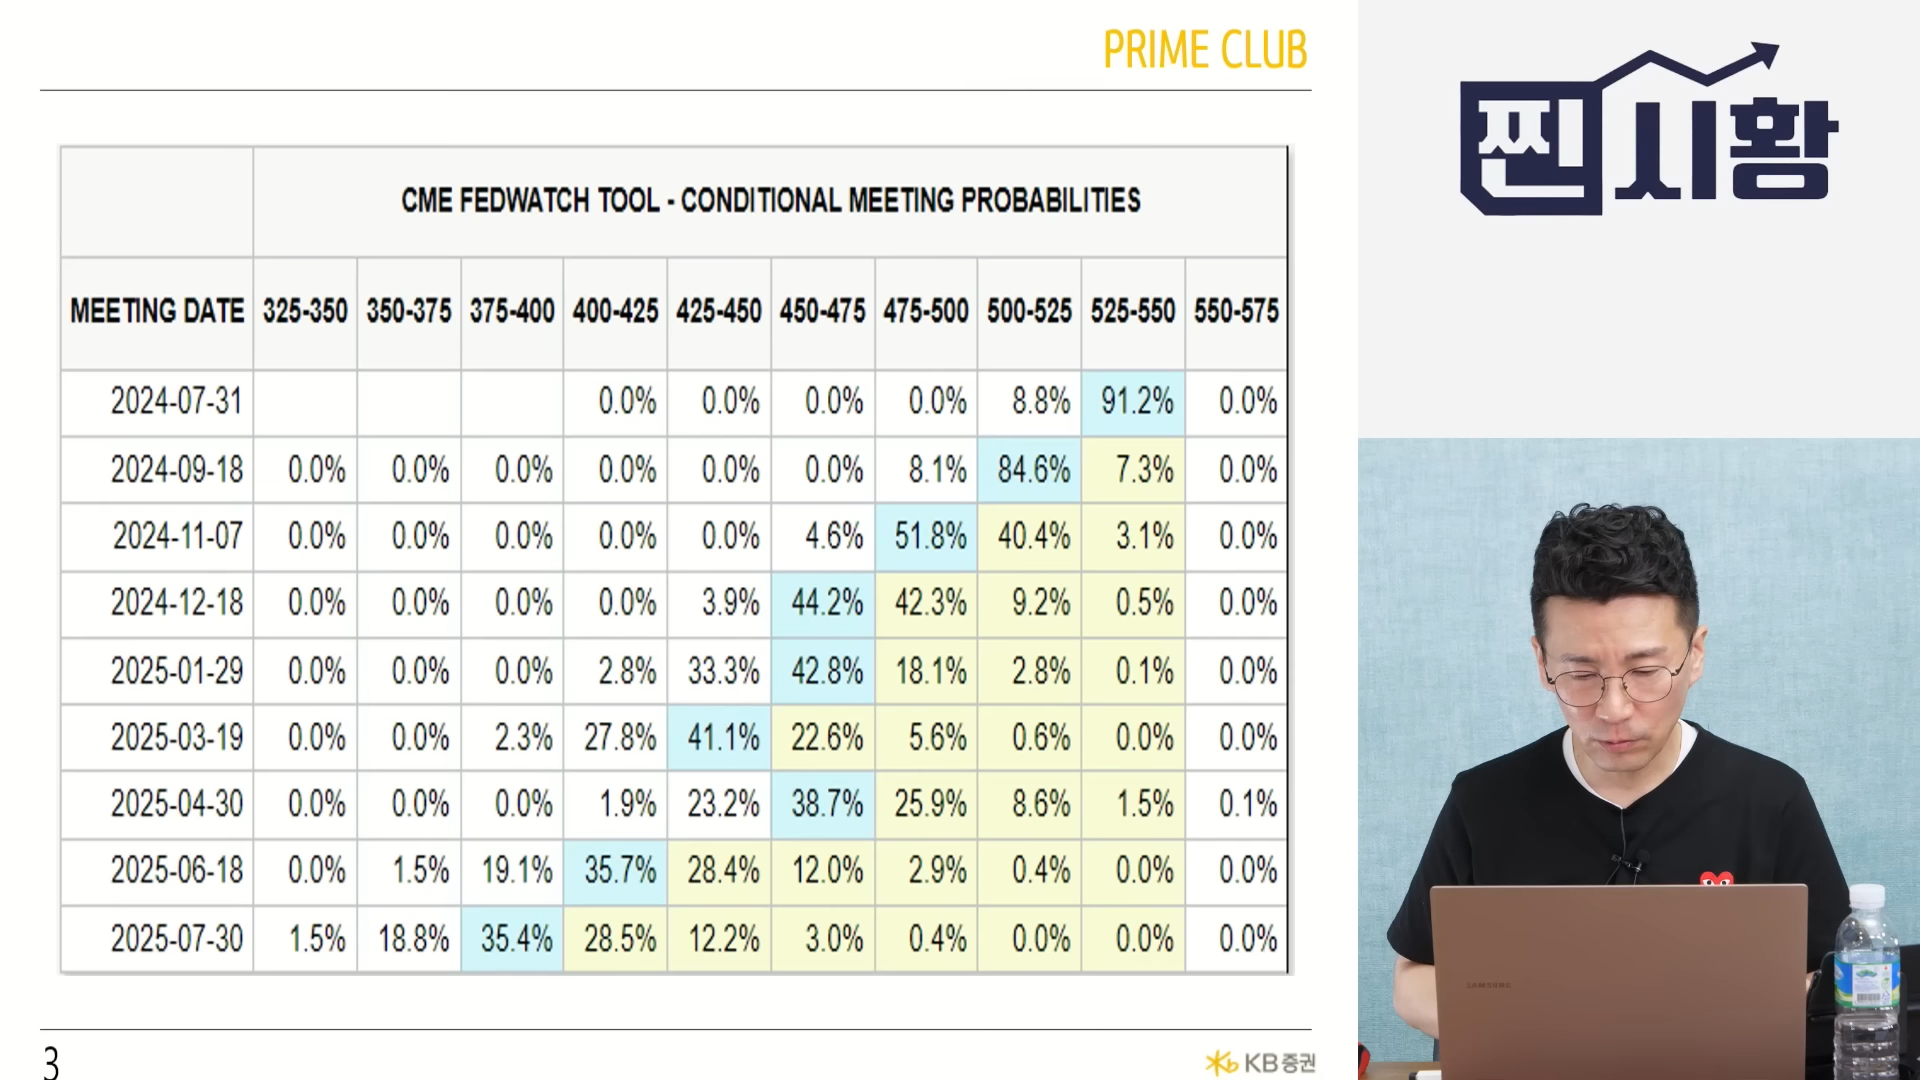 PRIME CLUB
찐시황
CME FEDWATCH TOOL - CONDITIONAL MEETING PROBABILITIES
MEETING DATE 325-350 350-375 375-400 400-425 425-450 450-475 475-500 500-525 525-550 550-575
2024-07-31 0.0% 0.0% 0.0% 0.0% 8.8% 91.2% 0.0%
2024-09-18 0.0% 0.0% 0.0% 0.0% 0.0% 0.0% 8.1% 84.6% 7.3% 0.0%
2024-11-07 0.0% 0.0% 0.0% 0.0% 0.0% 4.6% 51.8% 40.4% 3.1% 0.0%
2024-12-18 0.0% 0.0% 0.0% 0.0% 3.9% 44.2% 42.3% 9.2% 0.5% 0.0%
2025-01-29 0.0% 0.0% 0.0% 2.8% 33.3% 42.8% 18.1% 2.8% 0.1% 0.0%
2025-03-19 0.0% 0.0% 2.3% 27.8% 41.1% 22.6% 5.6% 0.6% 0.0% 0.0%
2025-04-30 0.0% 0.0% 0.0% 1.9% 23.2% 38.7% 25.9% 8.6% 1.5% 0.1%
2025-06-18 0.0% 1.5% 19.1% 35.7% 28.4% 12.0% 2.9% 0.4% 0.0% 0.0%
2025-07-30 1.5% 18.8% 35.4% 28.5% 12.2% 3.0% 0.4% 0.0% 0.0% 0.0%
SAMSUNG
3
KB증권